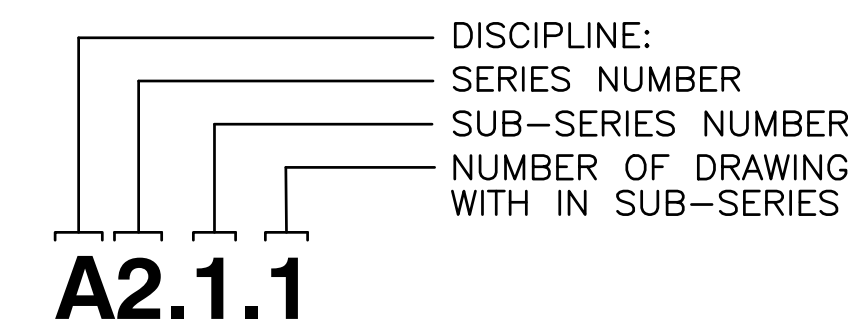 DISCIPLINE:
SERIES NUMBER
SUB-SERIES NUMBER
NUMBER OF DRAWING
WITH IN SUB-SERIES
A2.1.1